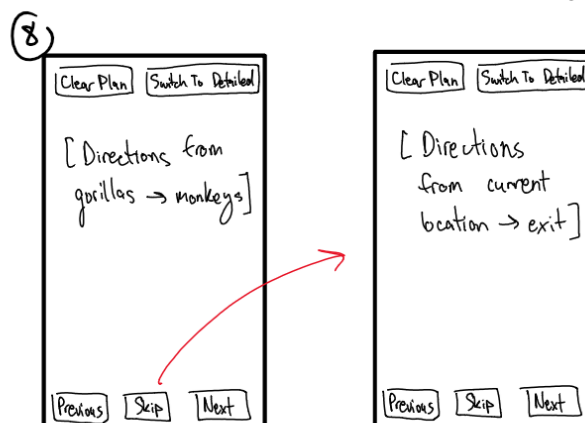 8
Clear Plan Switch To Detailed
[Directions from
gorillas → monkeys]
Previous Skip Next
Clear Plan Switch To Detailed
[Directions
from current
location → exit]
Previous Skip Next